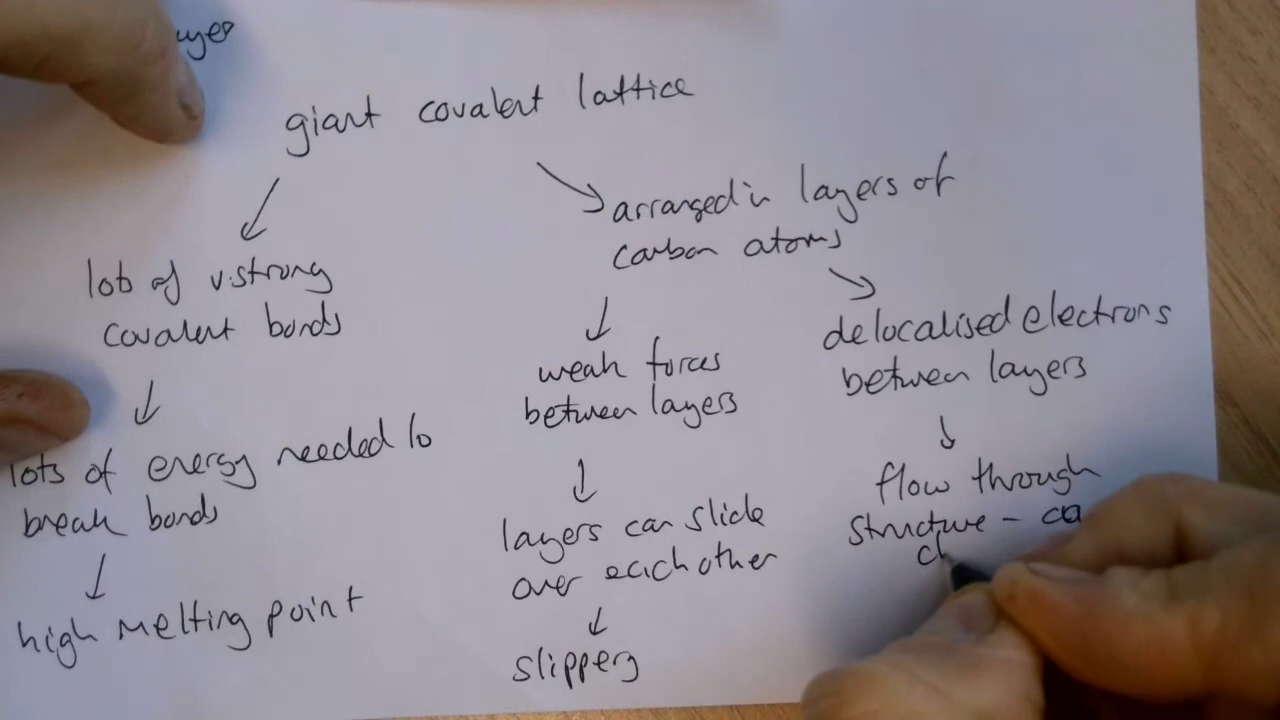 giant covalent lattice
arranged in layers of
carbon atoms
lots of v.strong
covalent bonds
lots of energy needed to
break bonds
high melting point
weak forces
between layers
layers can slide
over each other
slippery
delocalised electrons
between layers
flow through
structure -